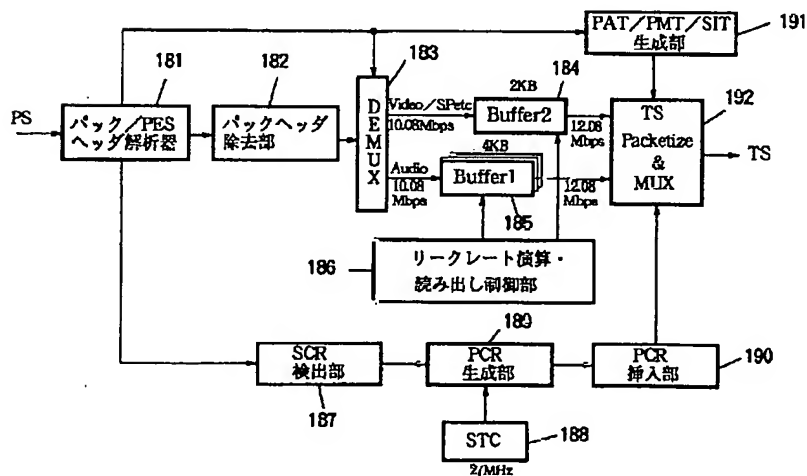 PAT／PMT／SIT
生成部
191
181
182
183
2KB
184
192
PS
パック／PES
ヘッダ解析器
パックヘッダ
除去部
DEMUX
Video／SPetc
10.08Mbps
Buffer2
12.08
Mbps
TS
Packetize
&
MUX
TS
Audio
10.08
Mbps
4KB
Buffer1
12.08
Mbps
185
186
リークレート演算・
読み出し制御部
189
SCR
検出部
PCR
生成部
PCR
挿入部
190
187
STC
188